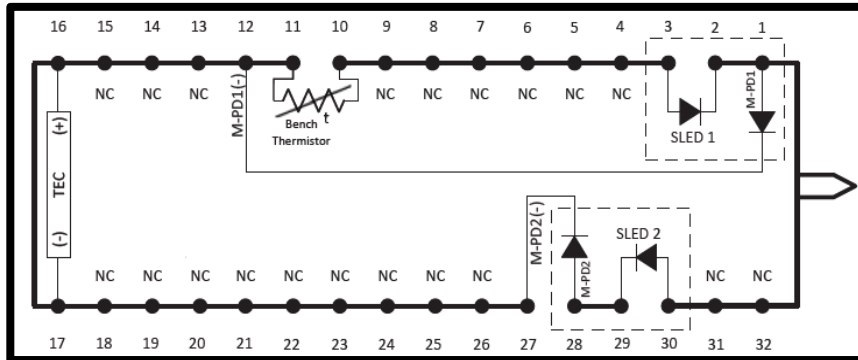 16 15 14 13 12 11 10 9 8 7 6 5 4 3 2 1
NC NC NC NC NC NC NC NC NC
M-PD1(-)
t
Bench
Thermistor
SLED 1
M-PD1
(+)
TEC
(-)
M-PD2(-)
M-PD2
SLED 2
NC NC NC NC NC NC NC NC NC NC NC
17 18 19 20 21 22 23 24 25 26 27 28 29 30 31 32